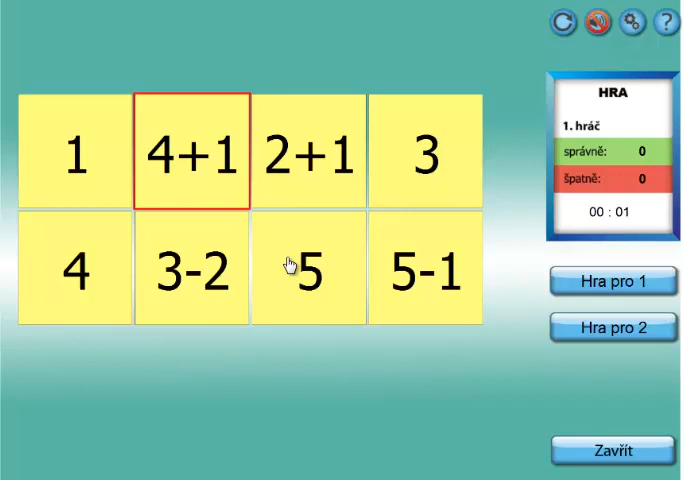 1 4+1 2+1 3
4 3-2 5 5-1
?
HRA
1. hráč
správně: 0
špatně: 0
00 : 01
Hra pro 1
Hra pro 2
Zavřít